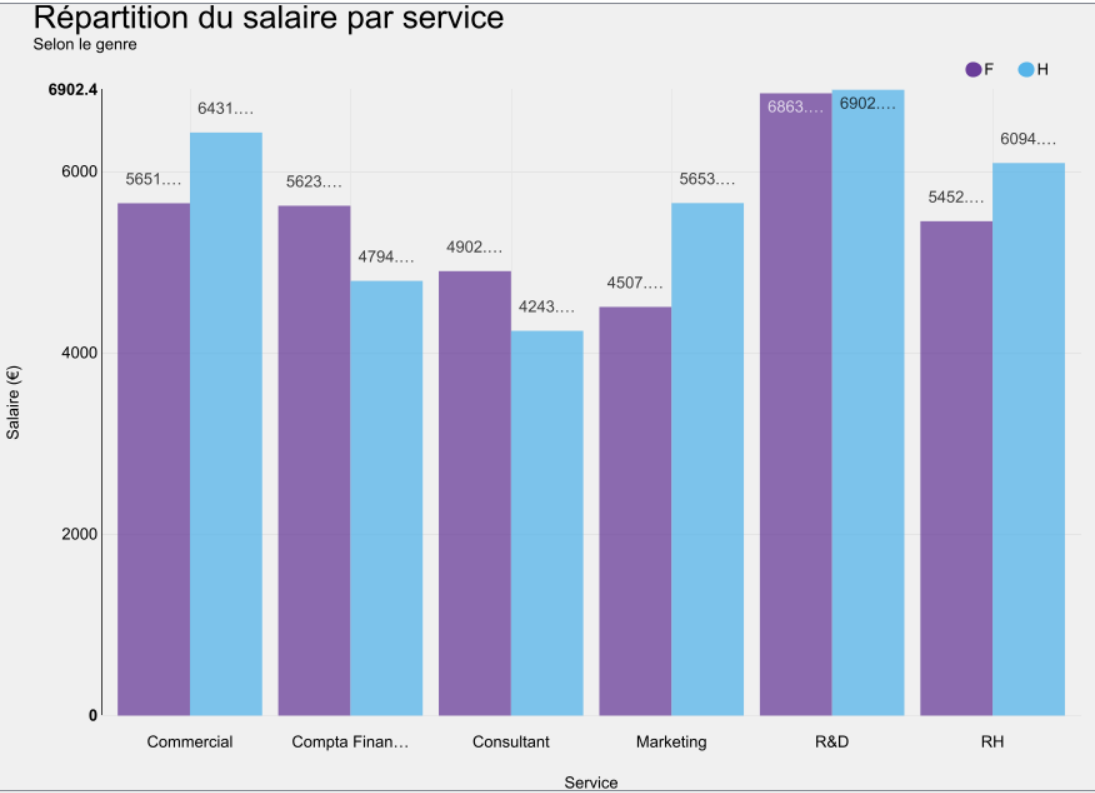 Répartition du salaire par service
Selon le genre
F H
6902.4
6000
4000
2000
0
Salaire (€)
5651.…
6431.…
5623.…
4794.…
4902.…
4243.…
4507.…
5653.…
6863.…
6902.…
5452.…
6094.…
Commercial
Compta Finan…
Consultant
Marketing
R&D
RH
Service